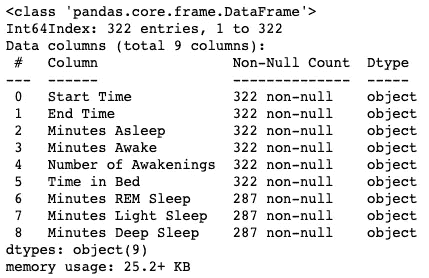 <class 'pandas.core.frame.DataFrame'>
Int64Index: 322 entries, 1 to 322
Data columns (total 9 columns):
 #   Column                Non-Null Count  Dtype
---  ------                --------------  -----
 0   Start Time            322 non-null    object
 1   End Time              322 non-null    object
 2   Minutes Asleep        322 non-null    object
 3   Minutes Awake         322 non-null    object
 4   Number of Awakenings  322 non-null    object
 5   Time in Bed           322 non-null    object
 6   Minutes REM Sleep     287 non-null    object
 7   Minutes Light Sleep   287 non-null    object
 8   Minutes Deep Sleep    287 non-null    object
dtypes: object(9)
memory usage: 25.2+ KB